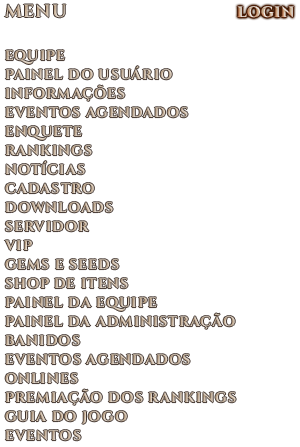 MENU
LOGIN
EQUIPE
PAINEL DO USUÁRIO
INFORMAÇÕES
EVENTOS AGENDADOS
ENQUETE
RANKINGS
NOTÍCIAS
CADASTRO
DOWNLOADS
SERVIDOR
VIP
GEMS E SEEDS
SHOP DE ITENS
PAINEL DA EQUIPE
PAINEL DA ADMINISTRAÇÃO
BANIDOS
EVENTOS AGENDADOS
ONLINES
PREMIAÇÃO DOS RANKINGS
GUIA DO JOGO
EVENTOS